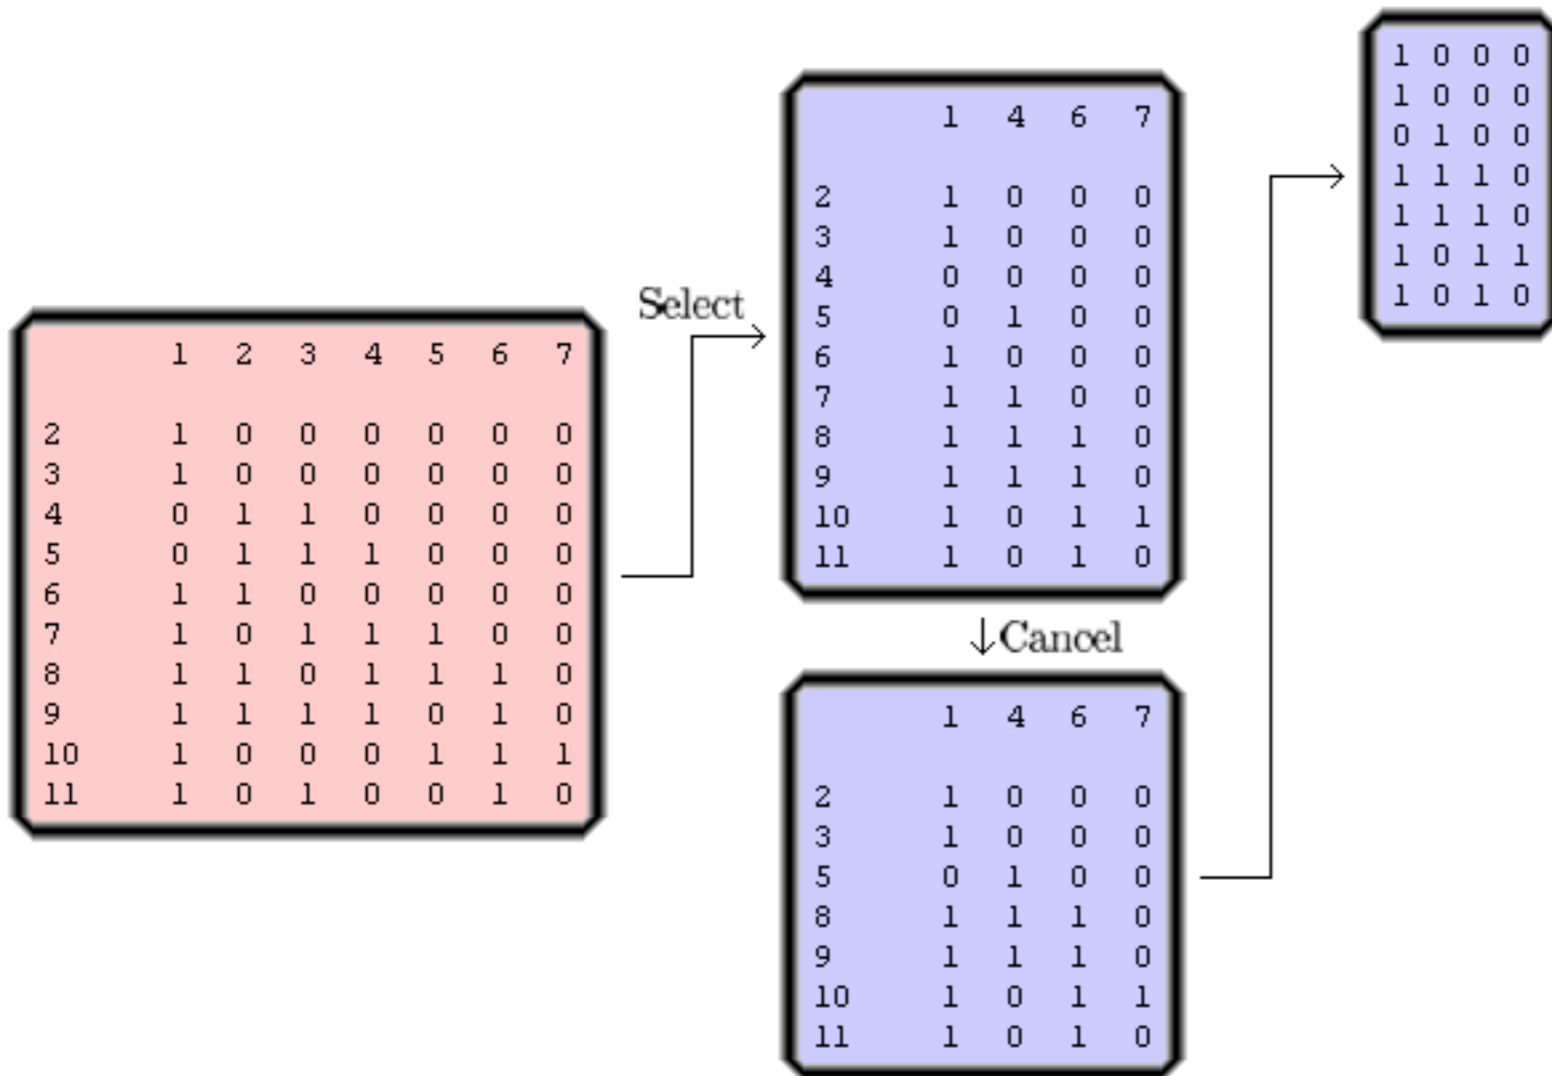 1 2 3 4 5 6 7
2 1 0 0 0 0 0 0
3 1 0 0 0 0 0 0
4 0 1 1 0 0 0 0
5 0 1 1 1 0 0 0
6 1 1 0 0 0 0 0
7 1 0 1 1 1 0 0
8 1 1 0 1 1 1 0
9 1 1 1 1 0 1 0
10 1 0 0 0 1 1 1
11 1 0 1 0 0 1 0
Select
1 4 6 7
2 1 0 0 0
3 1 0 0 0
4 0 0 0 0
5 0 1 0 0
6 1 0 0 0
7 1 1 0 0
8 1 1 1 0
9 1 1 1 0
10 1 0 1 1
11 1 0 1 0
Cancel
1 4 6 7
2 1 0 0 0
3 1 0 0 0
5 0 1 0 0
8 1 1 1 0
9 1 1 1 0
10 1 0 1 1
11 1 0 1 0
1 0 0 0
1 0 0 0
0 1 0 0
1 1 1 0
1 1 1 0
1 0 1 1
1 0 1 0